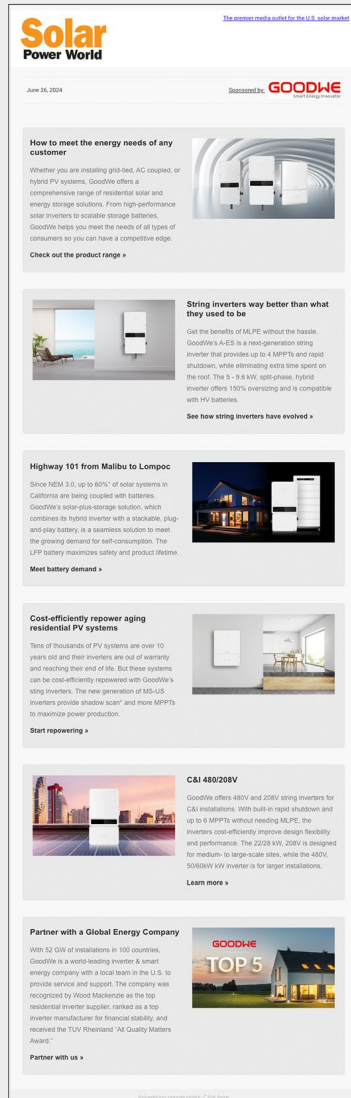 The premier media outlet for the U.S. solar market
Solar
Power World
June 26, 2024
Sponsored by:
GOODWE
Smart Energy Innovator
How to meet the energy needs of any
customer
Whether you are installing grid-tied, AC coupled, or
hybrid PV systems, GoodWe offers a
comprehensive range of residential solar and
energy storage solutions. From high-performance
solar inverters to scalable storage batteries,
GoodWe helps you meet the needs of all types of
consumers so you can have a competitive edge.
Check out the product range »
String inverters way better than what
they used to be
Get the benefits of MLPE without the hassle.
GoodWe's A-ES is a next-generation string
inverter that provides up to 4 MPPTs and rapid
shutdown, while eliminating extra time spent on
the roof. The 5 - 9.6 kW, split-phase, hybrid
inverter offers 150% oversizing and is compatible
with HV batteries.
See how string inverters have evolved »
Highway 101 from Malibu to Lompoc
Since NEM 3.0, up to 60%* of solar systems in
California are being coupled with batteries.
GoodWe's solar-plus-storage solution, which
combines its hybrid inverter with a stackable, plug-
and-play battery, is a seamless solution to meet
the growing demand for self-consumption. The
LFP battery maximizes safety and product lifetime.
Meet battery demand »
Cost-efficiently repower aging
residential PV systems
Tens of thousands of PV systems are over 10
years old and their inverters are out of warranty
and reaching their end of life. But these systems
can be cost-efficiently repowered with GoodWe's
sting inverters. The new generation of MS-US
inverters provide shadow scan* and more MPPTs
to maximize power production.
Start repowering »
C&I 480/208V
GoodWe offers 480V and 208V string inverters for
C&I installations. With built-in rapid shutdown and
up to 6 MPPTs without needing MLPE, the
inverters cost-efficiently improve design flexibility
and performance. The 22/28 kW, 208V is designed
for medium- to large-scale sites, while the 480V,
50/60kW kW inverter is for larger installations.
Learn more »
Partner with a Global Energy Company
With 52 GW of installations in 100 countries,
GoodWe is a world-leading inverter & smart
energy company with a local team in the U.S. to
provide service and support. The company was
recognized by Wood Mackenzie as the top
residential inverter supplier, ranked as a top
inverter manufacturer for financial stability, and
received the TUV Rheinland "All Quality Matters
Award."
Partner with us »
GOODWE
TOP 5
Advertising opportunities: Click here